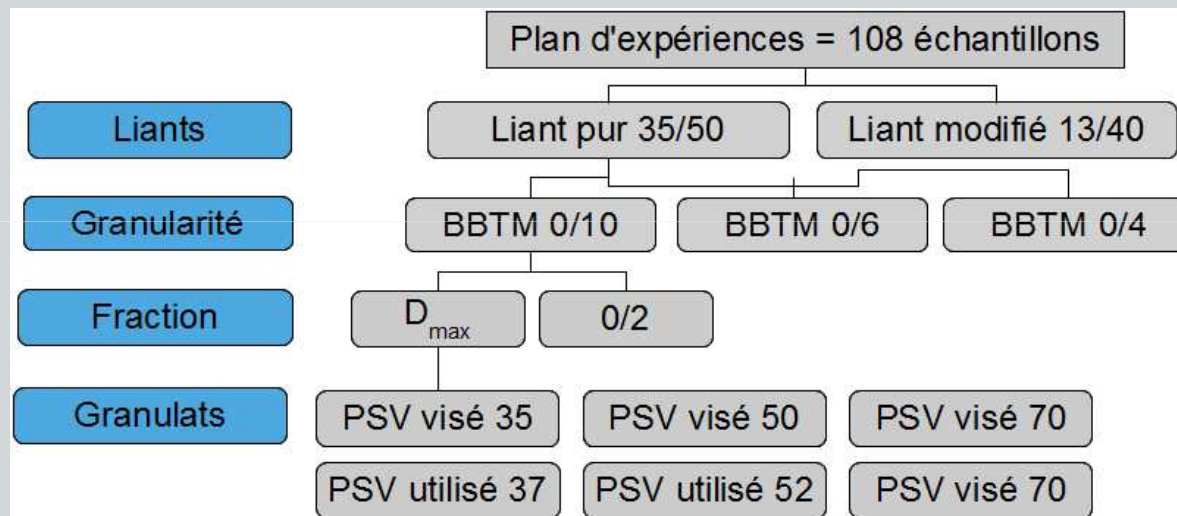 Plan d'expériences = 108 échantillons
Liants
Liant pur 35/50
Liant modifié 13/40
Granularité
BBTM 0/10
BBTM 0/6
BBTM 0/4
Fraction
Dmax
0/2
Granulats
PSV visé 35
PSV visé 50
PSV visé 70
PSV utilisé 37
PSV utilisé 52
PSV visé 70